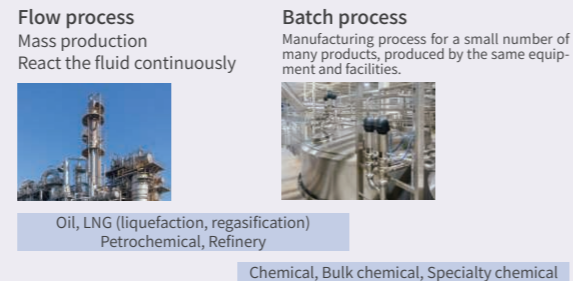 Flow process
Mass production
React the fluid continuously
Batch process
Manufacturing process for a small number of
many products, produced by the same equip-
ment and facilities.
Oil, LNG (liquefaction, regasification)
Petrochemical, Refinery
Chemical, Bulk chemical, Specialty chemical